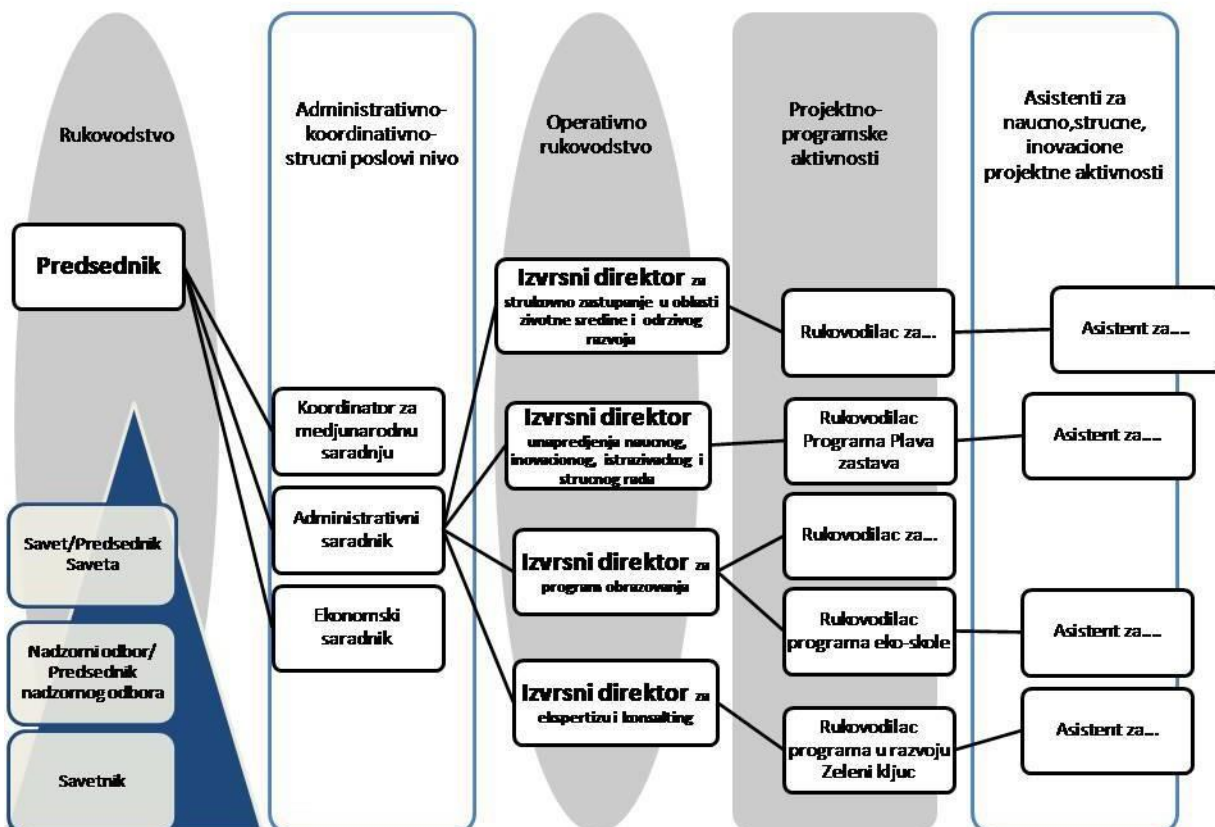 Rukovodstvo
Predsednik
Savet/Predsednik
Saveta
Nadzorni odbor/
Predsednik
nadzornog odbora
Savetnik
Administrativno-
koordinativno-
strucni poslovi nivo
Koordinator za
medjunarodnu
saradnju
Administrativni
saradnik
Ekonomski
saradnik
Operativno
rukovodstvo
Izvrsni direktor za
strukovno zastupanje u oblasti
zivotne sredine i odrzivog
razvoja
Izvrsni direktor
unapredjenja naucnog,
inovacionog, istrazivackog i
strucnog rada
Izvrsni direktor za
program obrazovanja
Izvrsni direktor za
ekspertizu i konsalting
Projektno-
programske
aktivnosti
Rukovodilac za....
Rukovodilac
Programa Plava
zastava
Rukovodilac za....
Rukovodilac
programa eko-skole
Rukovodilac
programa u razvoju
Zeleni kljuc
Asistenti za
naucno,strucne,
inovacione
projektne aktivnosti
Asistent za.....
Asistent za.....
Asistent za.....
Asistent za....